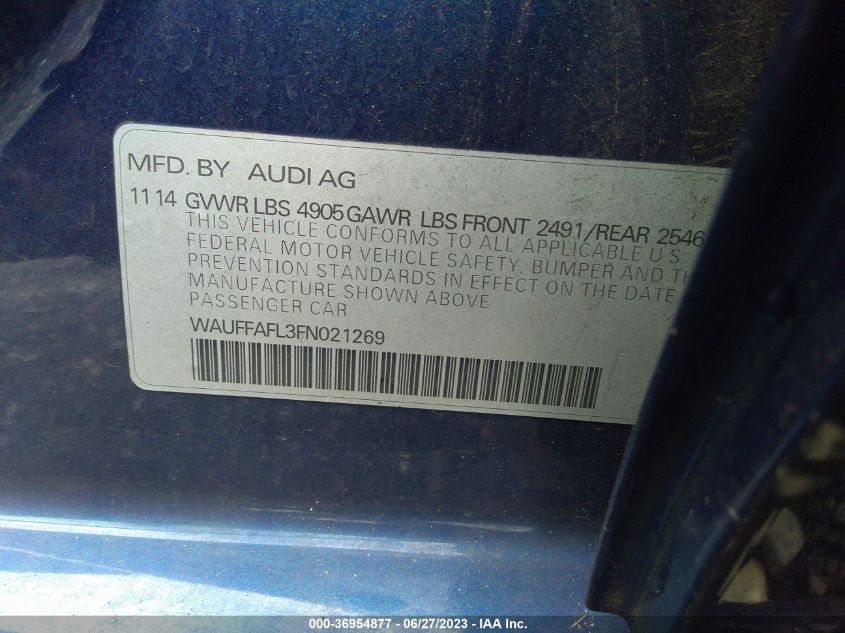 MFD. BY AUDI AG
11 14 GVWR LBS 4905 GAWR LBS FRONT 2491/REAR 2546
THIS VEHICLE CONFORMS TO ALL APPLICABLE U S
FEDERAL MOTOR VEHICLE SAFETY, BUMPER AND
PREVENTION STANDARDS IN EFFECT ON THE DATE
MANUFACTURE SHOWN ABOVE
PASSENGER CAR
WAUFFAFL3FN021269
000-36954877 - 06/27/2023 - IAA Inc.